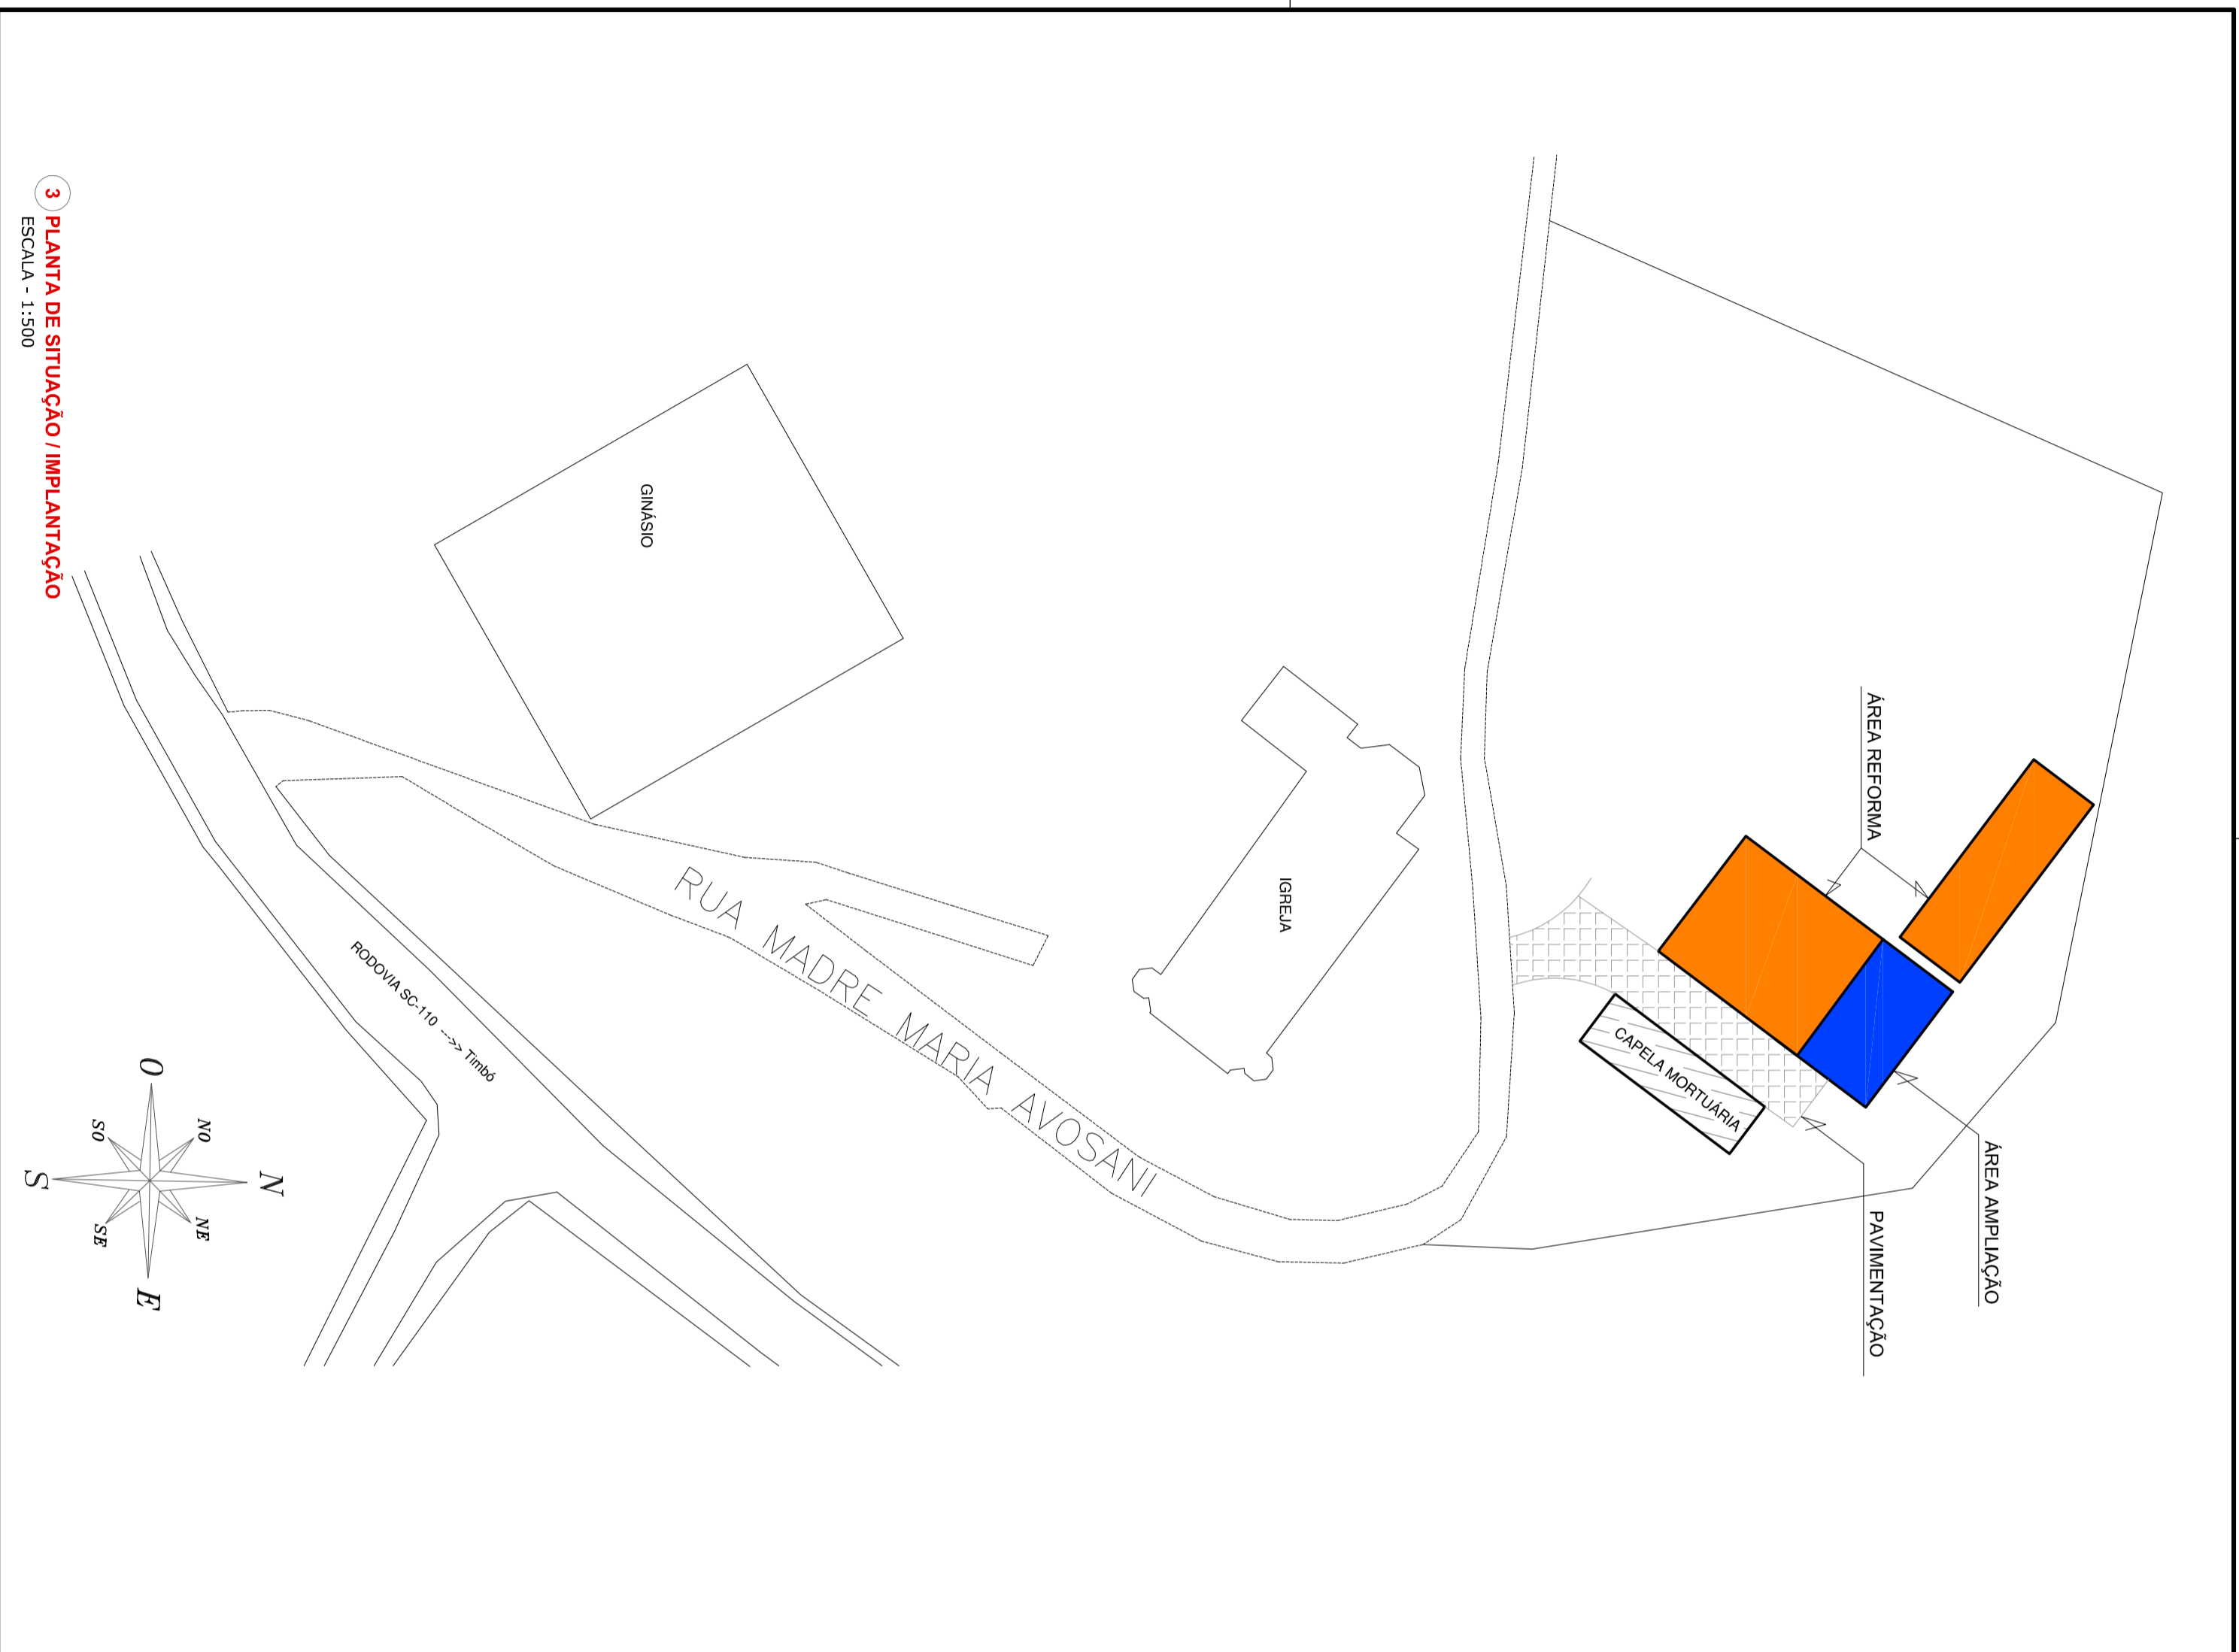 ÁREA REFORMA
ÁREA AMPLIAÇÃO
PAVIMENTAÇÃO
CAPELA MORTUÁRIA
IGREJA
GINÁSIO
RUA MADRE MARIA AVOSANI
RODOVIA SC-110 ---->> Timbó
N
NO
NE
O
E
SO
SE
S
3 PLANTA DE SITUAÇÃO / IMPLANTAÇÃO
ESCALA - 1:500